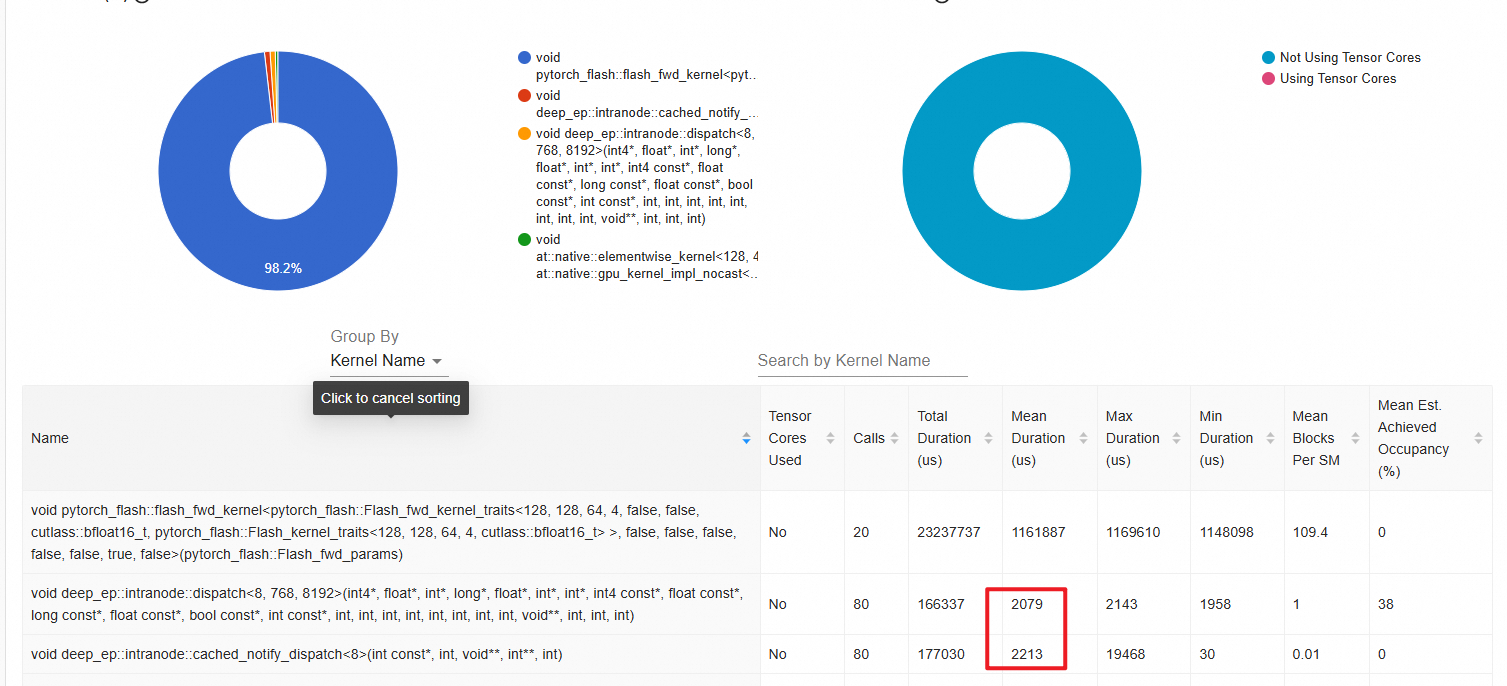 void
pytorch_flash::flash_fwd_kernel<pyt...
void
deep_ep::intranode::cached_notify_...
void deep_ep::intranode::dispatch<8,
768, 8192>(int4*, float*, int*, long*,
float*, int*, int*, int4 const*, float
const*, long const*, float const*, bool
const*, int const*, int, int, int, int, int,
int, int, int, void**, int, int, int)
void
at::native::elementwise_kernel<128, 4
at::native::gpu_kernel_impl_nocast<...
98.2%
Not Using Tensor Cores
Using Tensor Cores
Group By
Kernel Name
Search by Kernel Name
Click to cancel sorting
Name
Tensor
Cores
Used
Calls
Total
Duration
(us)
Mean
Duration
(us)
Max
Duration
(us)
Min
Duration
(us)
Mean
Blocks
Per SM
Mean Est.
Achieved
Occupancy
(%)
void pytorch_flash::flash_fwd_kernel<pytorch_flash::Flash_fwd_kernel_traits<128, 128, 64, 4, false, false,
cutlass::bfloat16_t, pytorch_flash::Flash_kernel_traits<128, 128, 64, 4, cutlass::bfloat16_t> >, false, false, false,
false, false, true, false>(pytorch_flash::Flash_fwd_params)
No 20 23237737 1161887 1169610 1148098 109.4 0
void deep_ep::intranode::dispatch<8, 768, 8192>(int4*, float*, int*, long*, float*, int*, int*, int4 const*, float const*,
long const*, float const*, bool const*, int const*, int, int, int, int, int, int, int, int, void**, int, int, int)
No 80 166337 2079 2143 1958 1 38
void deep_ep::intranode::cached_notify_dispatch<8>(int const*, int, void**, int**, int)
No 80 177030 2213 19468 30 0.01 0